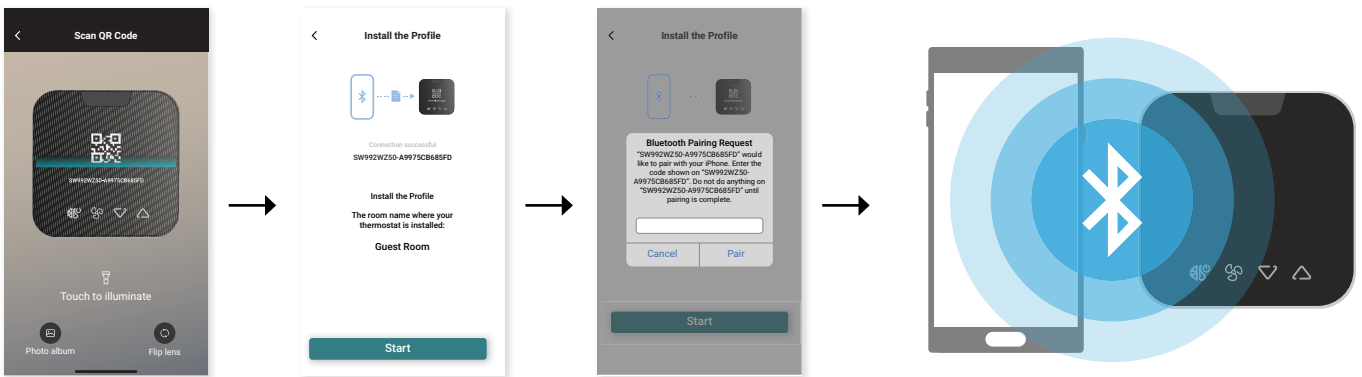 Scan QR Code
SW992WZ50-A9975CB685FD
Touch to illuminate
Photo album
Flip lens
Install the Profile
Connection successful
SW992WZ50-A9975CB685FD
Install the Profile
The room name where your
thermostat is installed:
Guest Room
Start
Install the Profile
Bluetooth Pairing Request
“SW992WZ50-A9975CB685FD” would
like to pair with your iPhone. Enter the
code shown on “SW992WZ50-
A9975CB685FD”. Do not do anything on
“SW992WZ50-A9975CB685FD” until
pairing is complete.
Cancel
Pair
Start